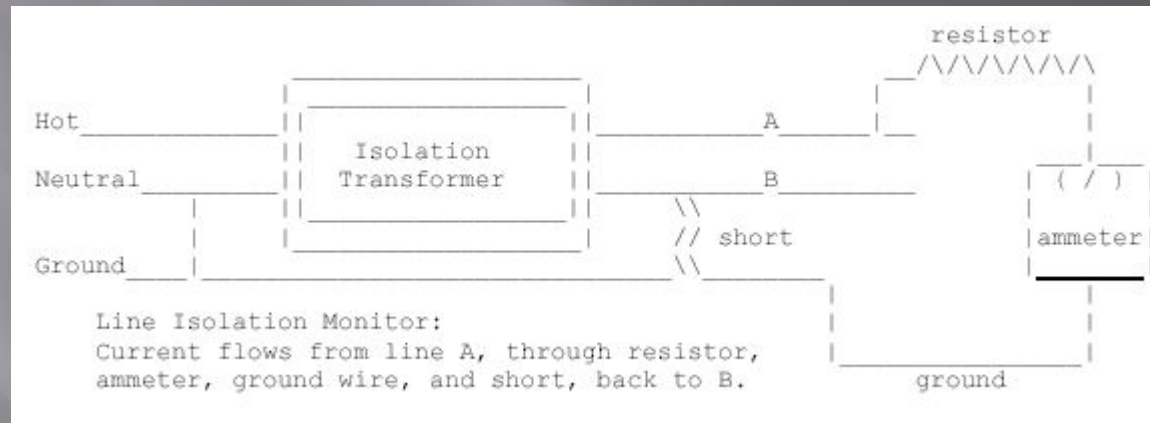 resistor
Hot
A
Isolation
Neutral
Transformer
B
( / )
short
ammeter
Ground
Line Isolation Monitor:
Current flows from line A, through resistor,
ammeter, ground wire, and short, back to B.
ground